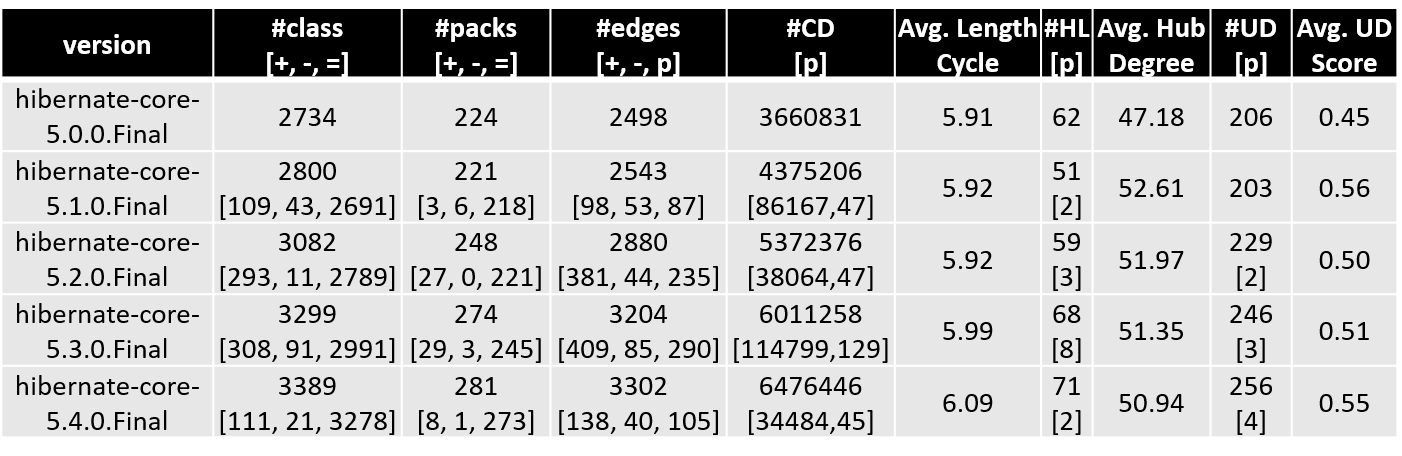 version #class [+, -, =] #packs [+, -, =] #edges [+, -, p] #CD [p] Avg. Length Cycle #HL [p] Avg. Hub Degree #UD [p] Avg. UD Score
hibernate-core-5.0.0.Final 2734 224 2498 3660831 5.91 62 47.18 206 0.45
hibernate-core-5.1.0.Final 2800 [109, 43, 2691] 221 [3, 6, 218] 2543 [98, 53, 87] 4375206 [86167,47] 5.92 51 [2] 52.61 203 0.56
hibernate-core-5.2.0.Final 3082 [293, 11, 2789] 248 [27, 0, 221] 2880 [381, 44, 235] 5372376 [38064,47] 5.92 59 [3] 51.97 229 [2] 0.50
hibernate-core-5.3.0.Final 3299 [308, 91, 2991] 274 [29, 3, 245] 3204 [409, 85, 290] 6011258 [114799,129] 5.99 68 [8] 51.35 246 [3] 0.51
hibernate-core-5.4.0.Final 3389 [111, 21, 3278] 281 [8, 1, 273] 3302 [138, 40, 105] 6476446 [34484,45] 6.09 71 [2] 50.94 256 [4] 0.55